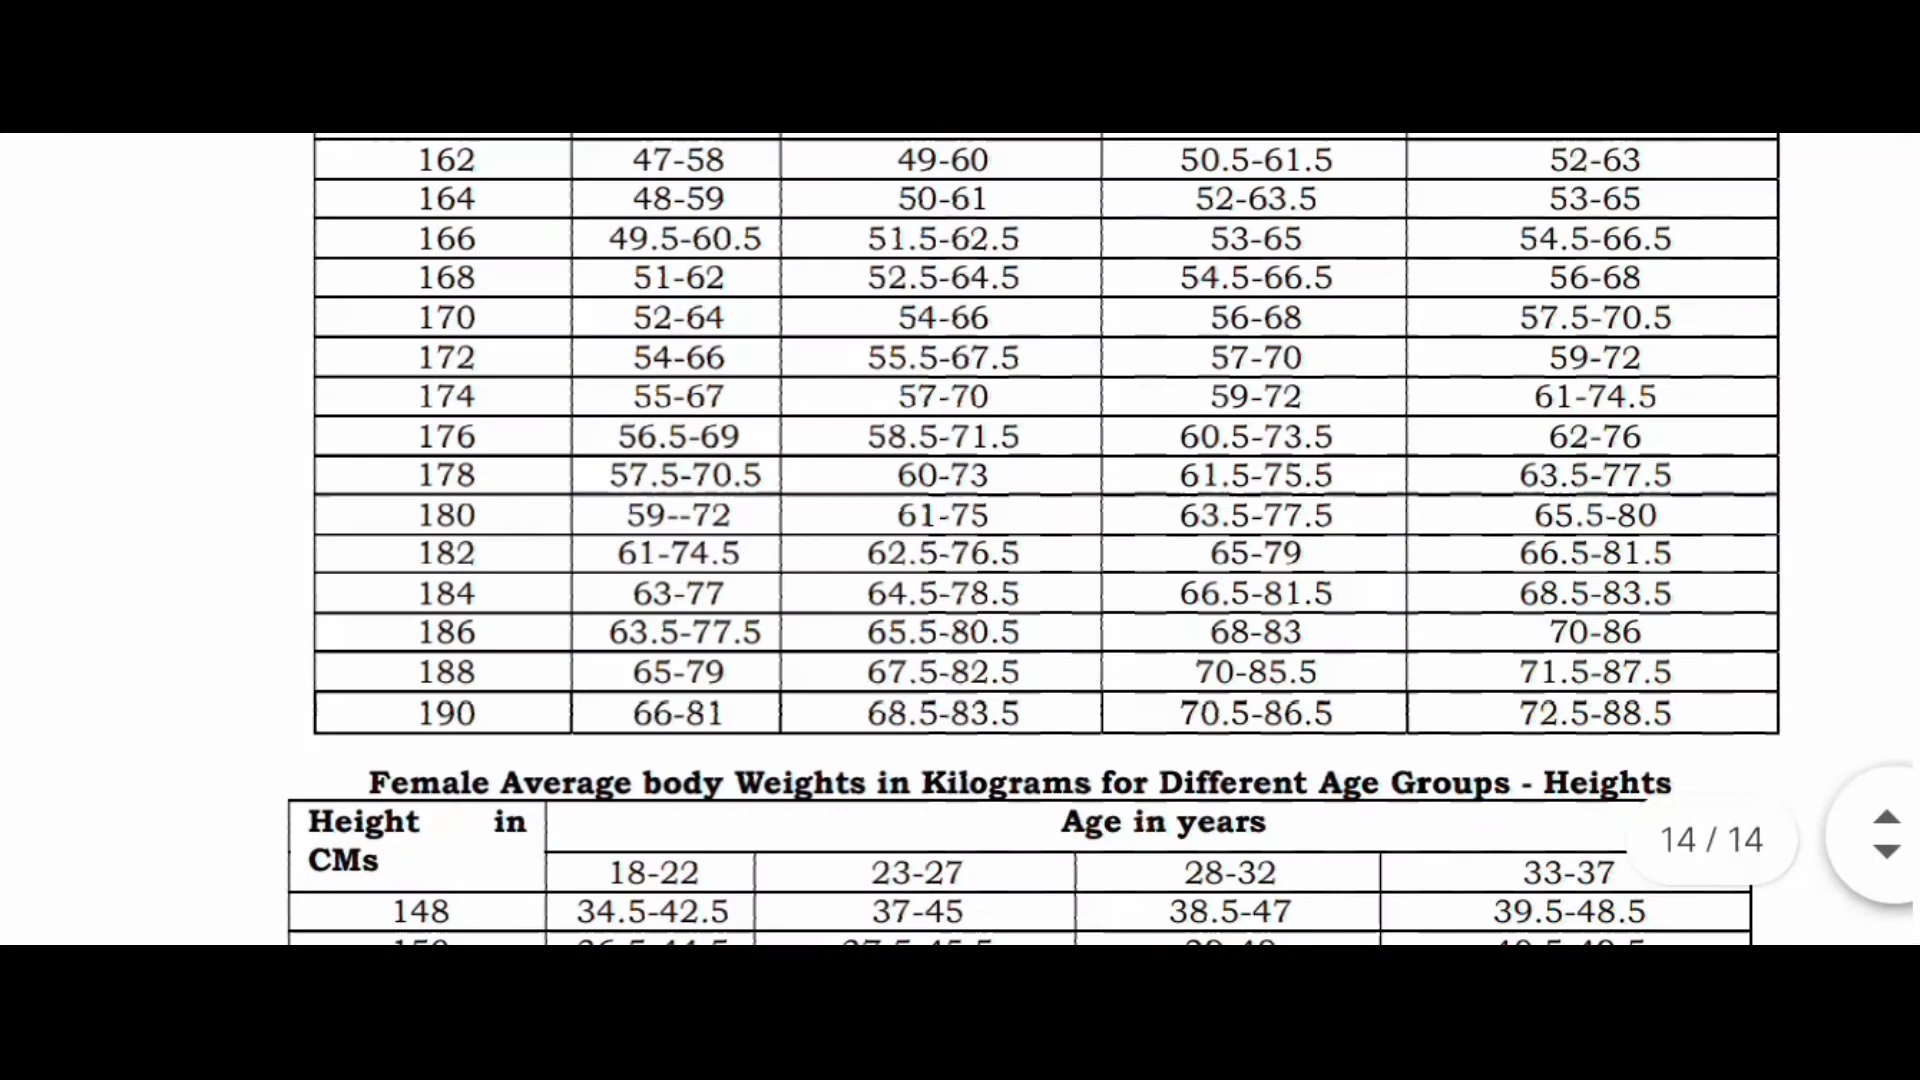 162 47-58 49-60 50.5-61.5 52-63
164 48-59 50-61 52-63.5 53-65
166 49.5-60.5 51.5-62.5 53-65 54.5-66.5
168 51-62 52.5-64.5 54.5-66.5 56-68
170 52-64 54-66 56-68 57.5-70.5
172 54-66 55.5-67.5 57-70 59-72
174 55-67 57-70 59-72 61-74.5
176 56.5-69 58.5-71.5 60.5-73.5 62-76
178 57.5-70.5 60-73 61.5-75.5 63.5-77.5
180 59--72 61-75 63.5-77.5 65.5-80
182 61-74.5 62.5-76.5 65-79 66.5-81.5
184 63-77 64.5-78.5 66.5-81.5 68.5-83.5
186 63.5-77.5 65.5-80.5 68-83 70-86
188 65-79 67.5-82.5 70-85.5 71.5-87.5
190 66-81 68.5-83.5 70.5-86.5 72.5-88.5
Female Average body Weights in Kilograms for Different Age Groups - Heights
Height in Age in years
CMs
14 / 14
18-22 23-27 28-32 33-37
148 34.5-42.5 37-45 38.5-47 39.5-48.5